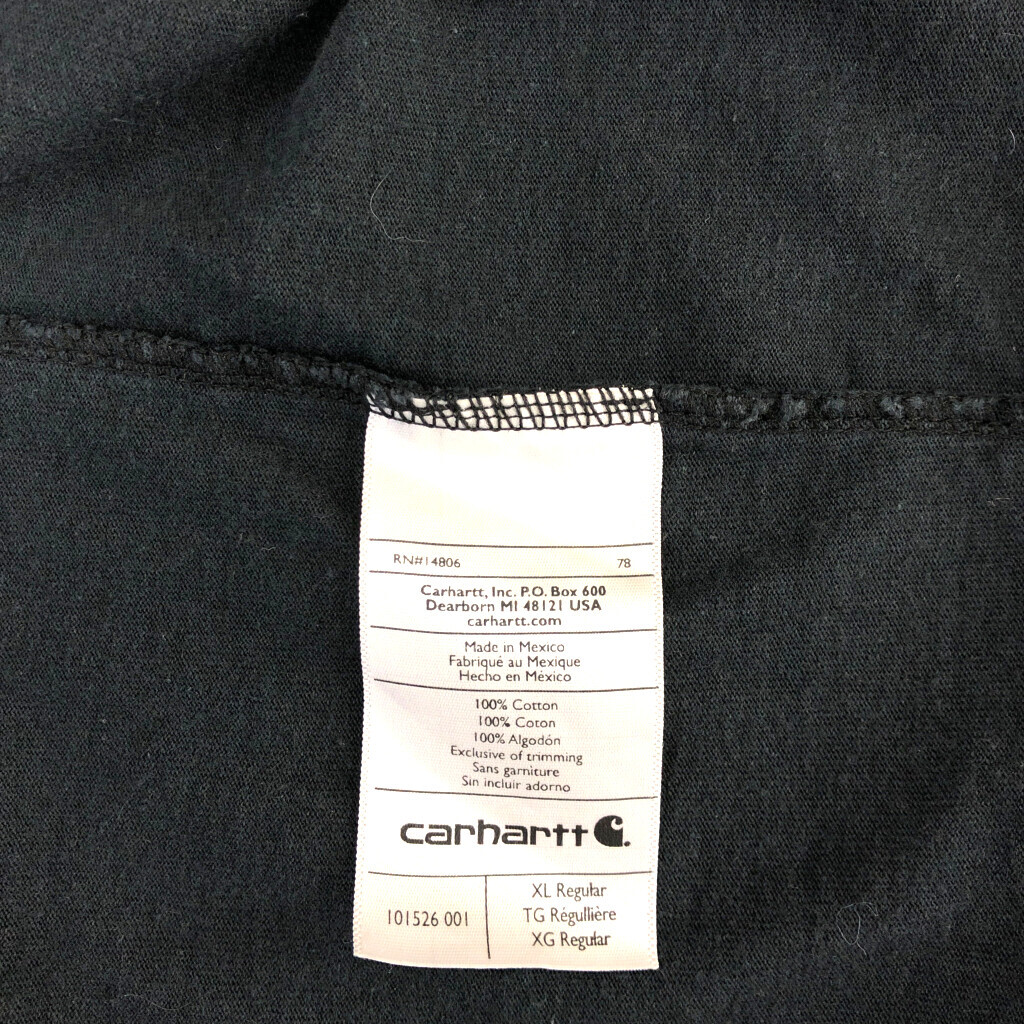 RN#14806 78
Carhartt, Inc. P.O. Box 600
Dearborn MI 48121 USA
carhartt.com
Made in Mexico
Fabriqué au Mexique
Hecho en México
100% Cotton
100% Coton
100% Algodón
Exclusive of trimming
Sans garniture
Sin incluir adorno
carhartt
101526 001
XL Regular
TG Régullière
XG Regular